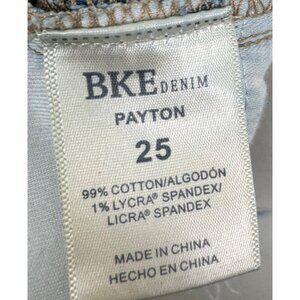 BKE DENIM
PAYTON
25
99% COTTON/ALGODÓN
1% LYCRA® SPANDEX/
LICRA® SPANDEX
MADE IN CHINA
HECHO EN CHINA